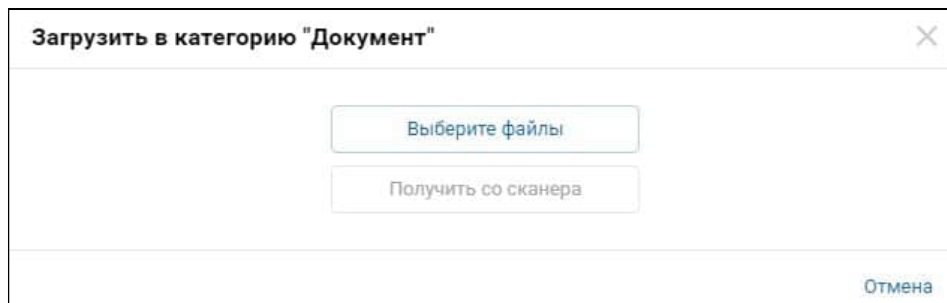 Загрузить в категорию "Документ"
Выберите файлы
Получить со сканера
Отмена